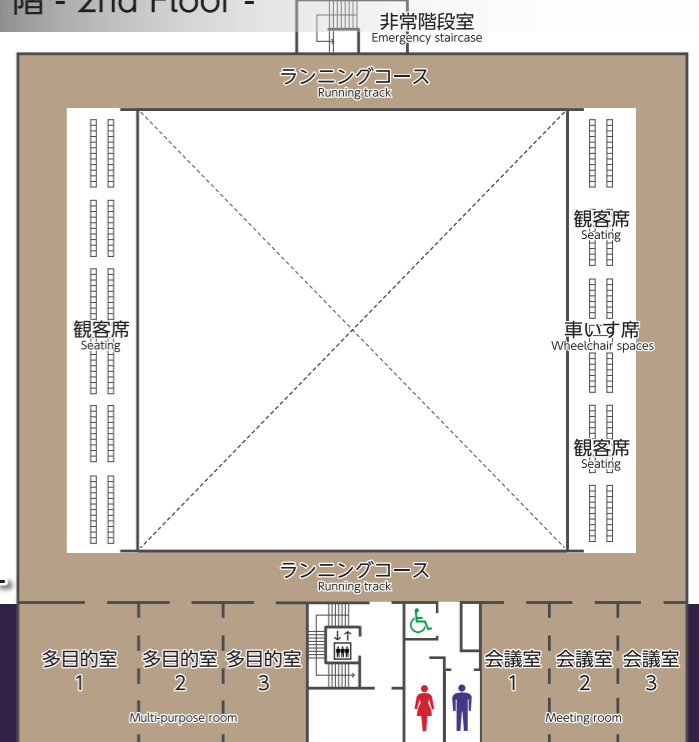 階 - 2nd Floor -
非常階段室
Emergency staircase
ランニングコース
Running track
観客席
Seating
観客席
Seating
車いす席
Wheelchair spaces
観客席
Seating
ランニングコース
Running track
多目的室
1
多目的室
2
多目的室
3
Multi-purpose room
会議室
1
会議室
2
会議室
3
Meeting room